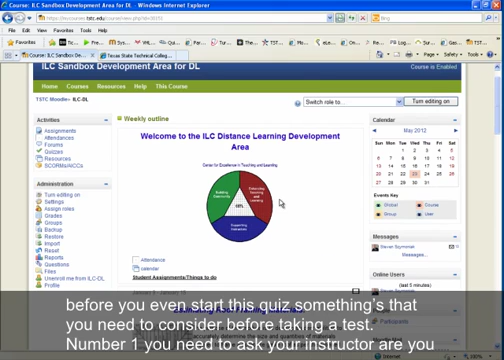 Course: ILC Sandbox Development Area for DL - Windows Internet Explorer
Bing
File Edit View Favorites Tools Help
Favorites
Course: ILC Sandbox Dev...
Texas State Technical Colleg...
ILC Sandbox Development Area for DL
Course is Enabled
Home Courses Resources Help This Course
TSTC Moodle ILC-DL
Switch role to...
Turn editing on
Activities
Assignments
Attendances
Forums
Quizzes
Resources
SCORMs/AICCs
Administration
Turn editing on
Settings
Assign roles
Grades
Groups
Backup
Restore
Import
Reset
Reports
Questions
Files
Unenroll me from ILC-DL
Profile
Weekly outline
Welcome to the ILC Distance Learning Development
Area
Center for Excellence in Teaching and Learning
Attendance
calendar
Student Assignments/Things to do
Calendar
May 2012
Sun Mon Tue Wed Thu Fri Sat
1 2 3 4 5
6 7 8 9 10 11 12
13 14 15 16 17 18 19
20 21 22 23 24 25 26
27 28 29 30 31
Events Key
Global Course
Group User
Messages
Steven Szymoniak
Messages...
Online Users
(last 5 minutes)
Participants
before you even start this quiz something's that
you need to consider before taking a test.
Number 1 you need to ask your instructor are you